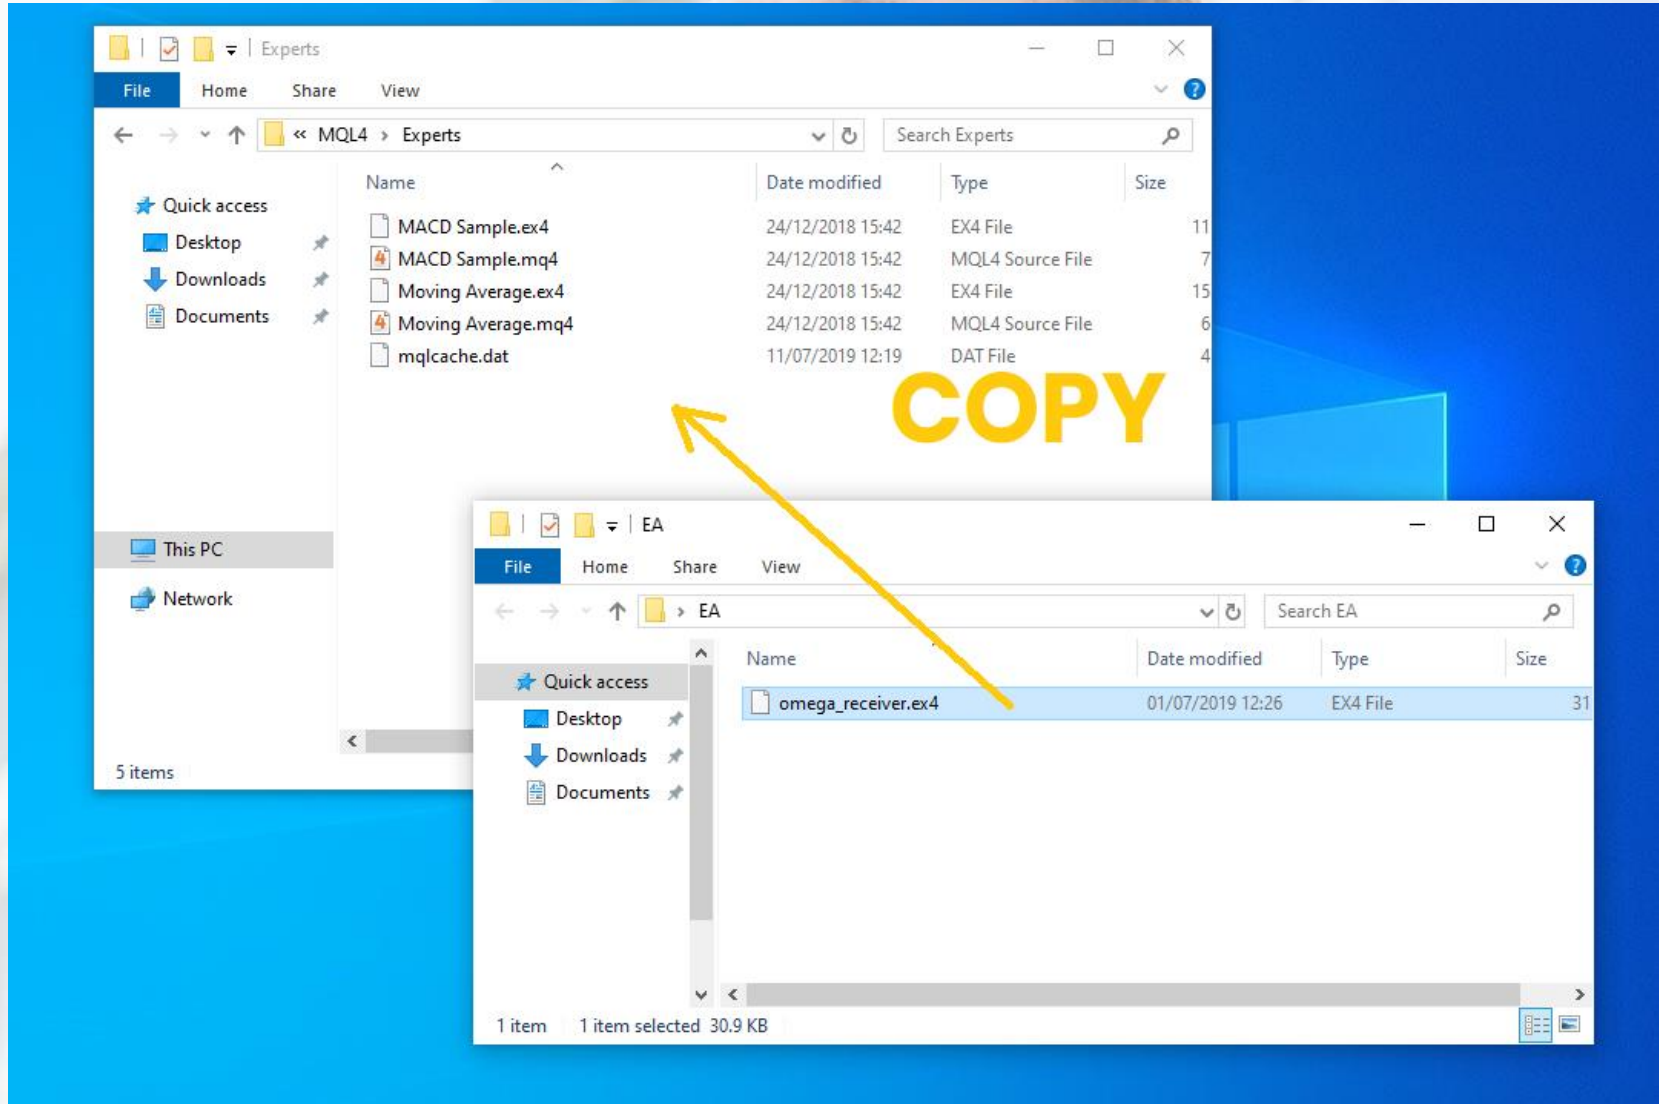 Experts
File Home Share View
« MQL4 > Experts
Search Experts
Name Date modified Type Size
Quick access
Desktop
Downloads
Documents
This PC
Network
MACD Sample.ex4 24/12/2018 15:42 EX4 File 11
MACD Sample.mq4 24/12/2018 15:42 MQL4 Source File 7
Moving Average.ex4 24/12/2018 15:42 EX4 File 15
Moving Average.mq4 24/12/2018 15:42 MQL4 Source File 6
mqlcache.dat 11/07/2019 12:19 DAT File 4
5 items
COPY
EA
File Home Share View
> EA
Search EA
Name Date modified Type Size
Quick access
Desktop
Downloads
Documents
omega_receiver.ex4 01/07/2019 12:26 EX4 File 31
1 item 1 item selected 30.9 KB